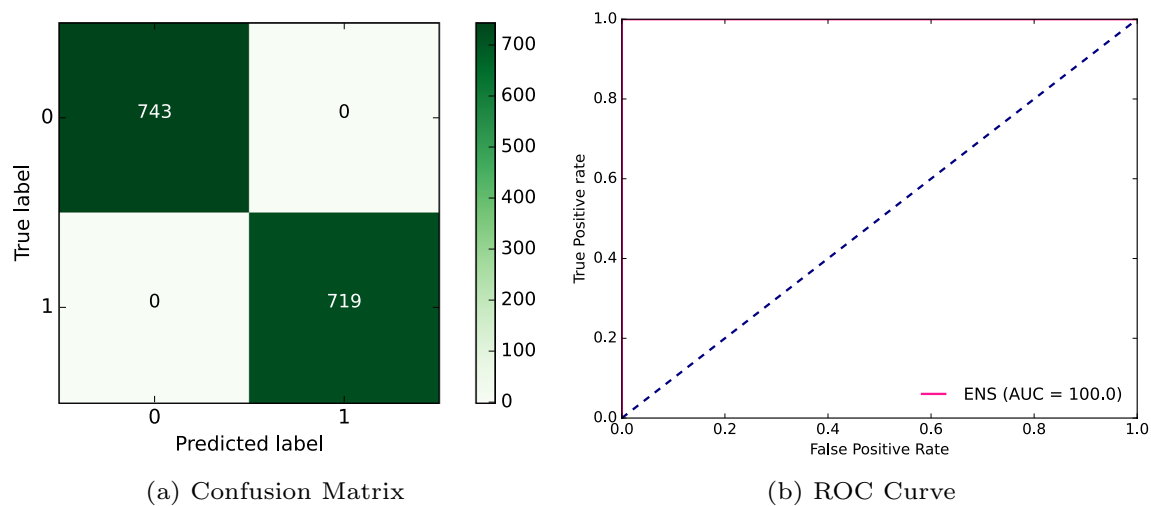 743 0
0 719
0
1
0 1
True label
Predicted label
700
600
500
400
300
200
100
0
(a) Confusion Matrix
1.0
0.8
0.6
0.4
0.2
0.0
0.0 0.2 0.4 0.6 0.8 1.0
True Positive rate
False Positive Rate
ENS (AUC = 100.0)
(b) ROC Curve